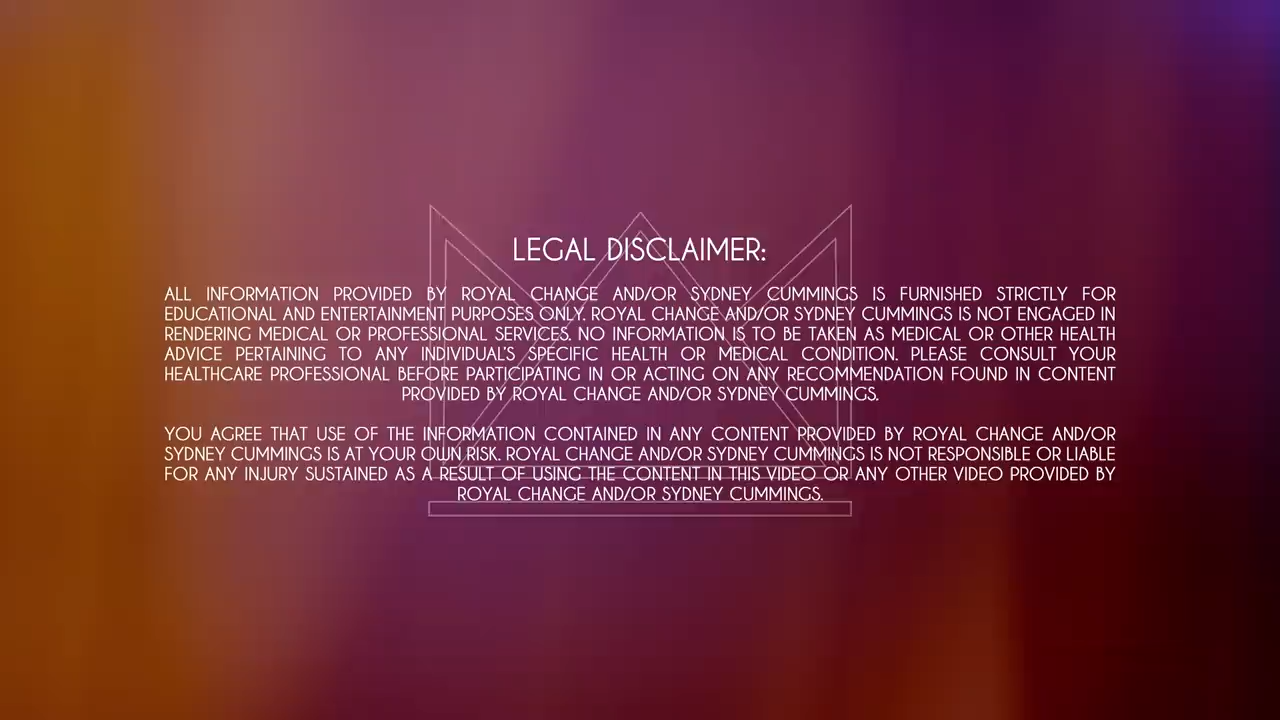 LEGAL DISCLAIMER:
ALL INFORMATION PROVIDED BY ROYAL CHANGE AND/OR SYDNEY CUMMINGS IS FURNISHED STRICTLY FOR
EDUCATIONAL AND ENTERTAINMENT PURPOSES ONLY. ROYAL CHANGE AND/OR SYDNEY CUMMINGS IS NOT ENGAGED IN
RENDERING MEDICAL OR PROFESSIONAL SERVICES. NO INFORMATION IS TO BE TAKEN AS MEDICAL OR OTHER HEALTH
ADVICE PERTAINING TO ANY INDIVIDUAL'S SPECIFIC HEALTH OR MEDICAL CONDITION. PLEASE CONSULT YOUR
HEALTHCARE PROFESSIONAL BEFORE PARTICIPATING IN OR ACTING ON ANY RECOMMENDATION FOUND IN CONTENT
PROVIDED BY ROYAL CHANGE AND/OR SYDNEY CUMMINGS.
YOU AGREE THAT USE OF THE INFORMATION CONTAINED IN ANY CONTENT PROVIDED BY ROYAL CHANGE AND/OR
SYDNEY CUMMINGS IS AT YOUR OWN RISK. ROYAL CHANGE AND/OR SYDNEY CUMMINGS IS NOT RESPONSIBLE OR LIABLE
FOR ANY INJURY SUSTAINED AS A RESULT OF USING THE CONTENT IN THIS VIDEO OR ANY OTHER VIDEO PROVIDED BY
ROYAL CHANGE AND/OR SYDNEY CUMMINGS.